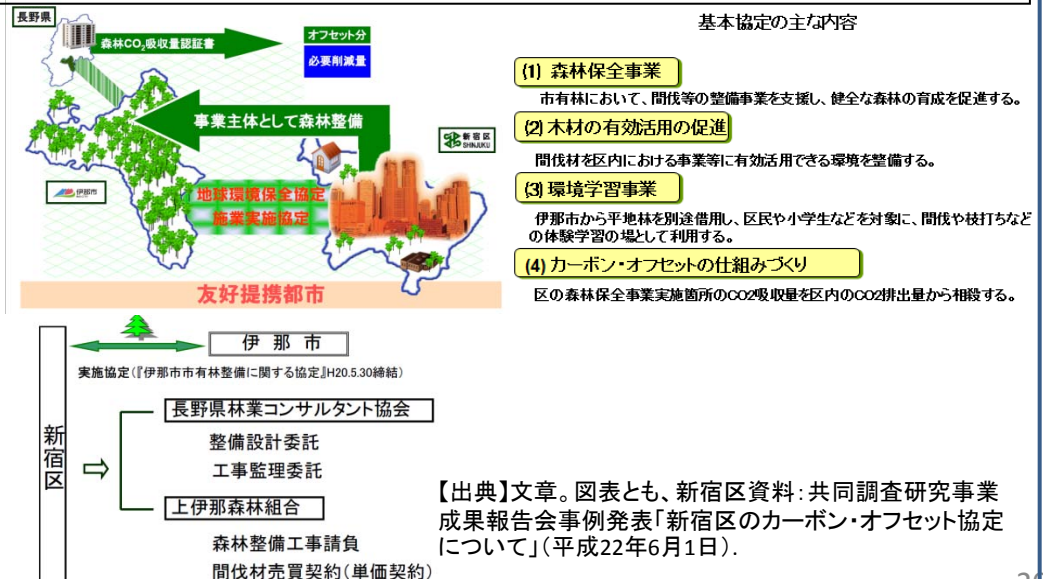 長野県
森林CO₂吸収量認証書
オフセット分
必要削減量
事業主体として森林整備
新宿区
SHINJUKU
伊那市
地球環境保全協定
施業実施協定
友好提携都市
基本協定の主な内容
(1) 森林保全事業
市有林において、間伐等の整備事業を支援し、健全な森林の育成を促進する。
(2)木材の有効活用の促進
間伐材を区内における事業等に有効活用できる環境を整備する。
(3)環境学習事業
伊那市から平地林を別途借用し、区民や小学生などを対象に、間伐や枝打ちなど
の体験学習の場として利用する。
(4)カーボン・オフセットの仕組みづくり
区の森林保全事業実施箇所のCO2吸収量を区内のCO2排出量から相殺する。
伊 那 市
実施協定(『伊那市市有林整備に関する協定』H20.5.30締結)
新宿区
長野県林業コンサルタント協会
整備設計委託
工事監理委託
上伊那森林組合
森林整備工事請負
間伐材売買契約(単価契約)
【出典】文章。図表とも、新宿区資料:共同調査研究事業
成果報告会事例発表「新宿区のカーボン・オフセット協定
について」(平成22年6月1日).